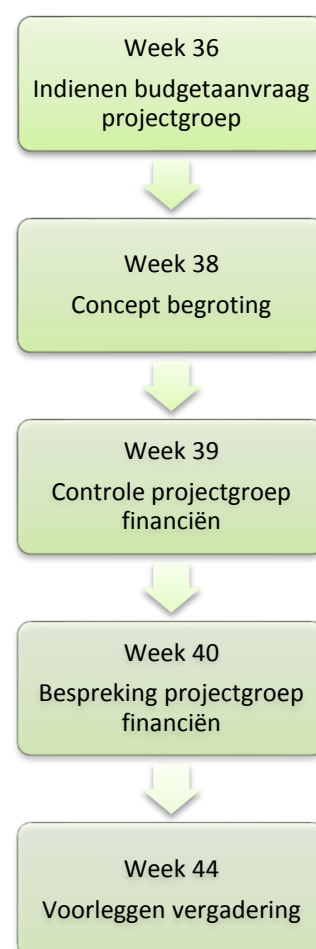 Week 36
Indienen budgetaanvraag
projectgroep
Week 38
Concept begroting
Week 39
Controle projectgroep
financiën
Week 40
Bespreking projectgroep
financiën
Week 44
Voorleggen vergadering